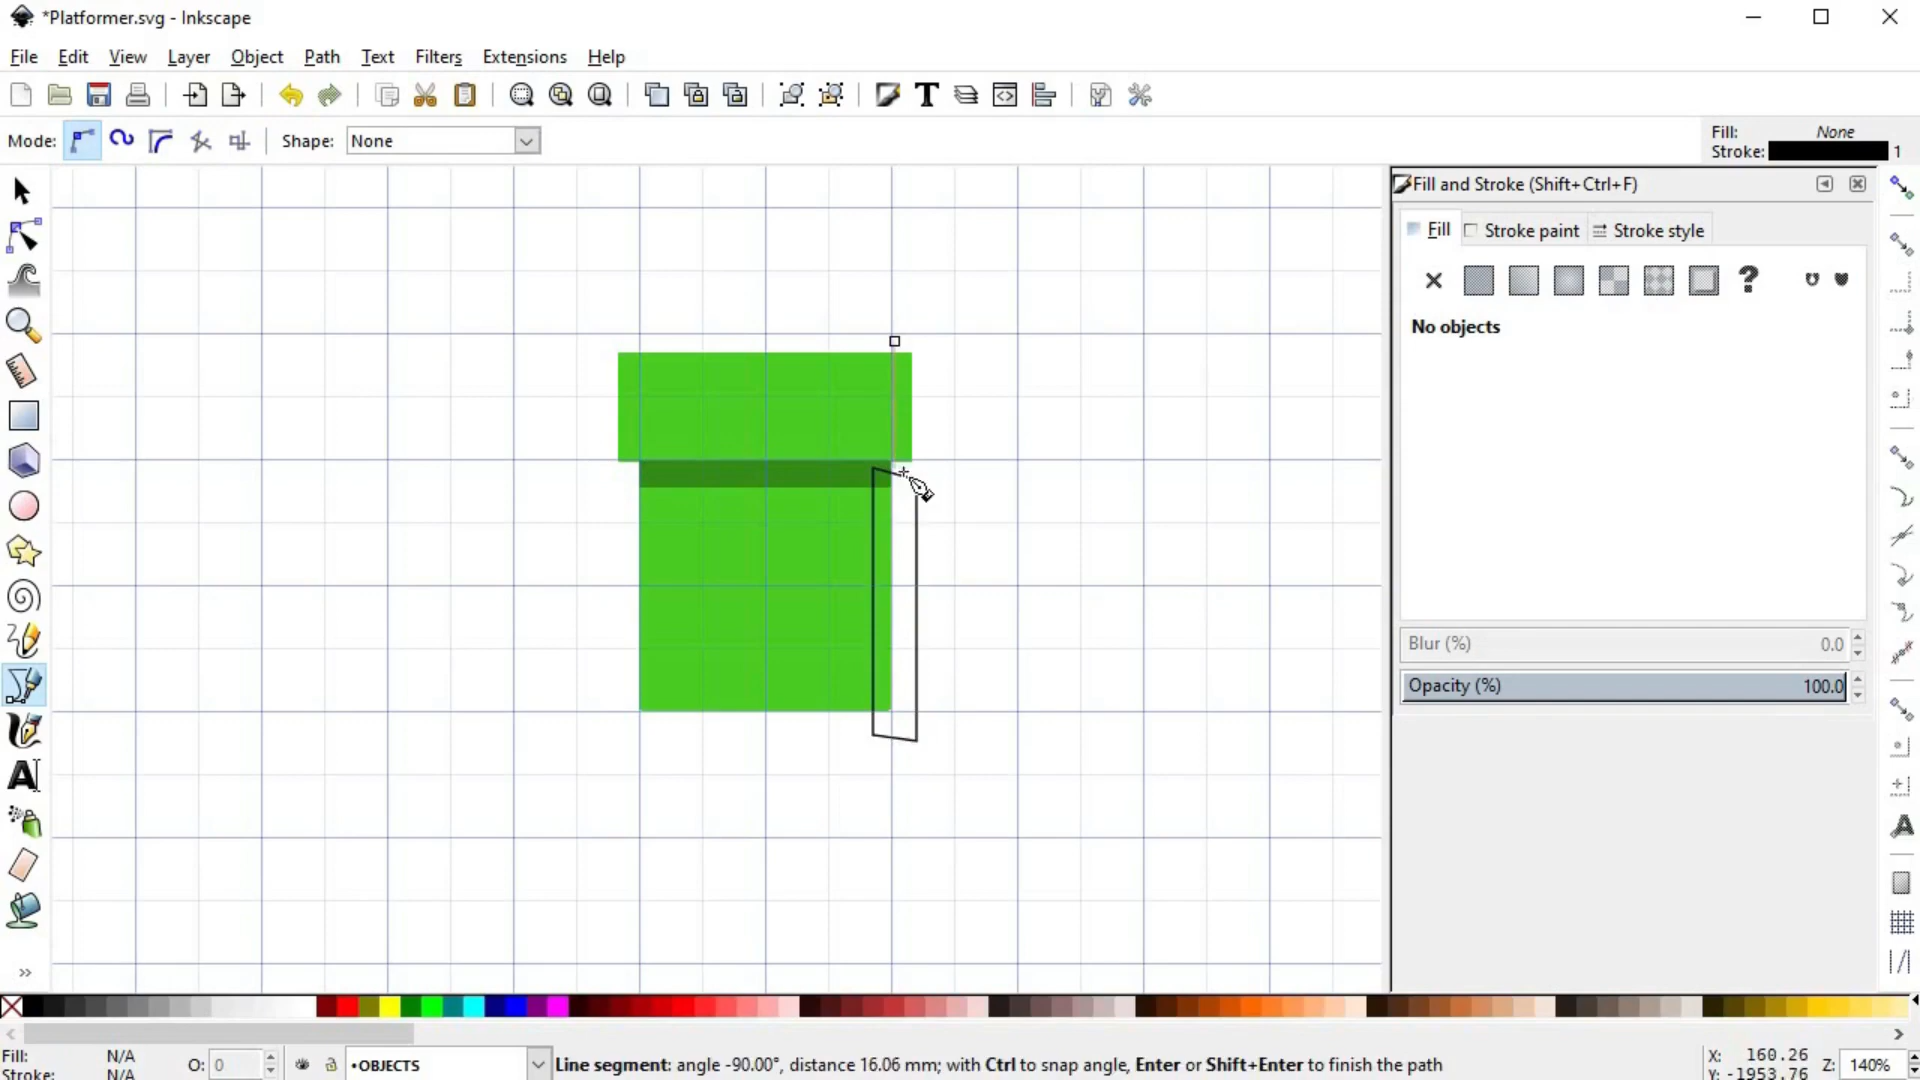 *Platformer.svg - Inkscape
File Edit View Layer Object Path Text Filters Extensions Help
Mode: Shape: None
Fill: None
Stroke: 1
Fill and Stroke (Shift+Ctrl+F)
Fill Stroke paint Stroke style
No objects
Blur (%) 0.0
Opacity (%) 100.0
Fill: N/A O: 0 •OBJECTS Line segment: angle -90.00°, distance 16.06 mm; with Ctrl to snap angle, Enter or Shift+Enter to finish the path X: 160.26 Z: 140%
Stroke: N/A Y: -1953.76